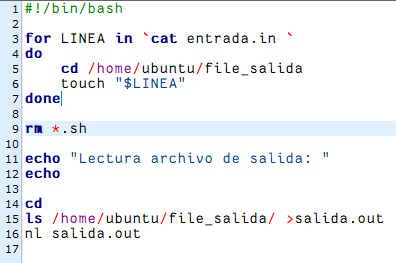 1 #!/bin/bash
2
3 for LINEA in `cat entrada.in `
4 do
5 cd /home/ubuntu/file_salida
6 touch "$LINEA"
7 done
8
9 rm *.sh
10
11 echo "Lectura archivo de salida: "
12 echo
13
14 cd
15 ls /home/ubuntu/file_salida/ >salida.out
16 nl salida.out
17